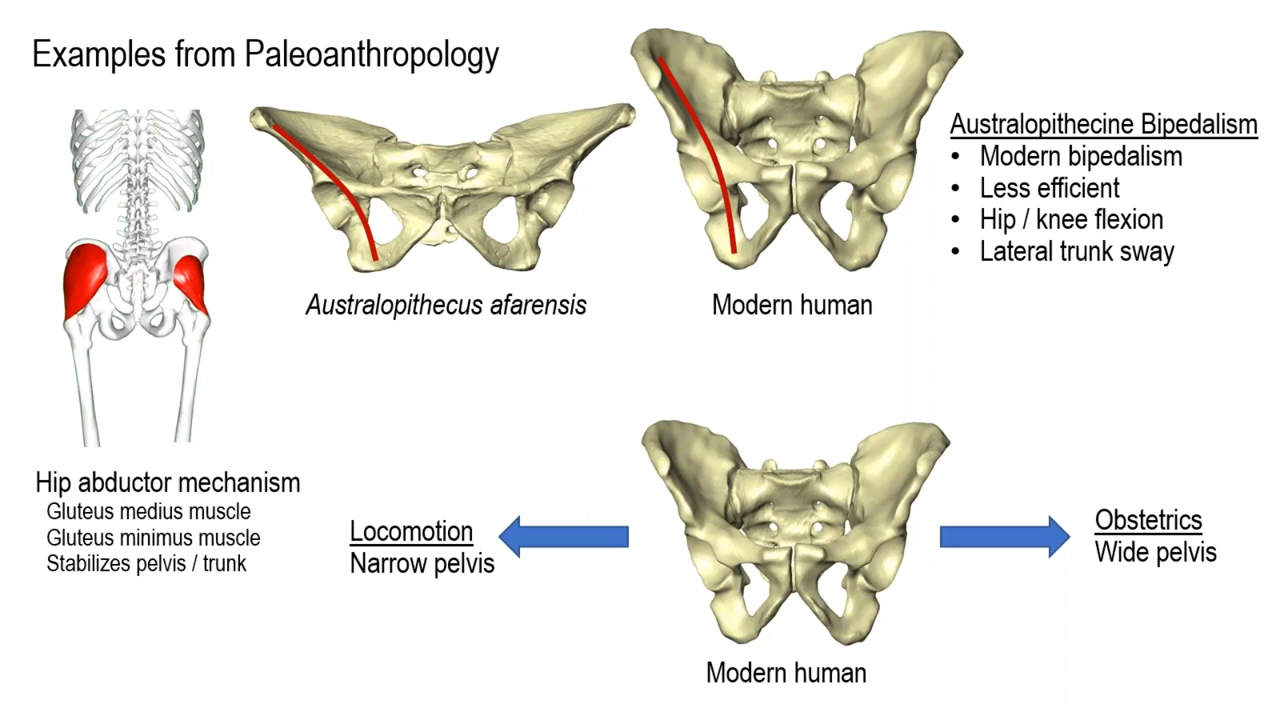 Examples from Paleoanthropology
Australopithecus afarensis
Modern human
Australopithecine Bipedalism
• Modern bipedalism
• Less efficient
• Hip / knee flexion
• Lateral trunk sway
Hip abductor mechanism
Gluteus medius muscle
Gluteus minimus muscle
Stabilizes pelvis / trunk
Locomotion
Narrow pelvis
Modern human
Obstetrics
Wide pelvis